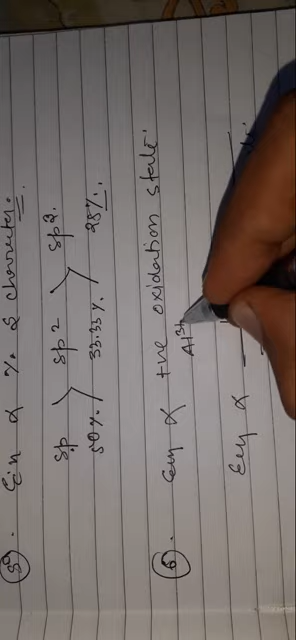 (5). En α % S character.
sp > sp2 > sp3.
50%. > 33.33%. > 25%.
(6). En α +ve oxidation state.
Al3+
En α